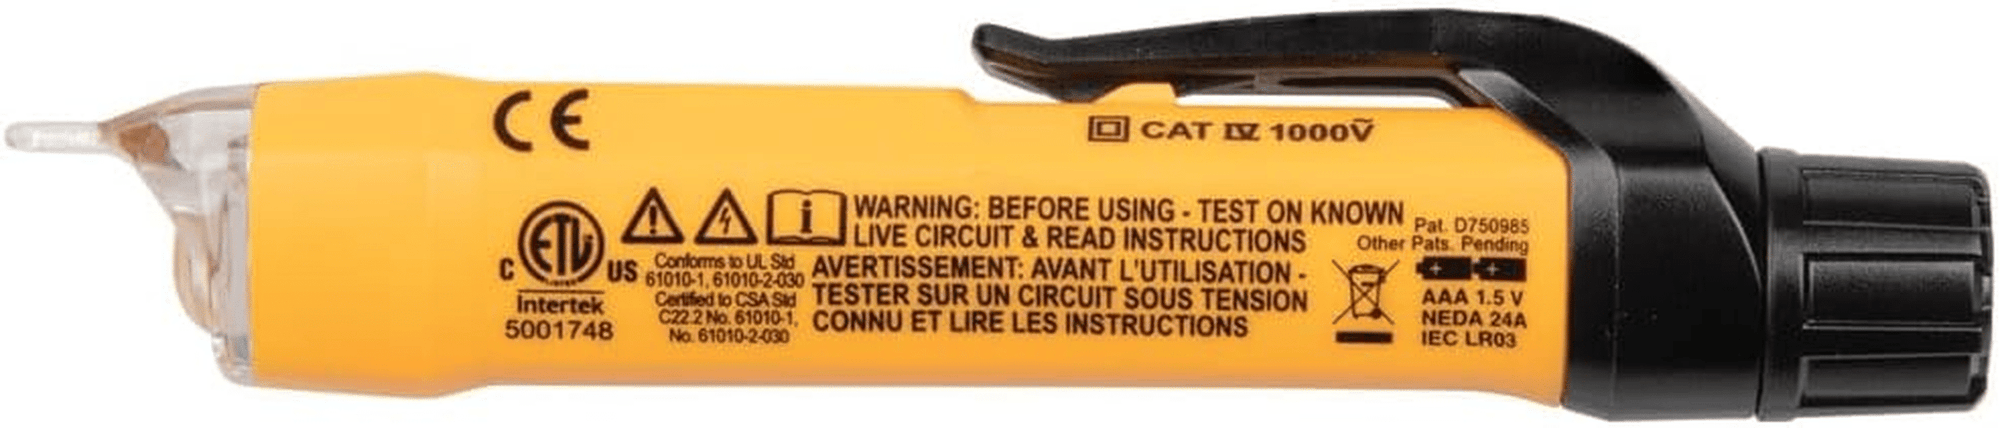 CE
CAT IV 1000V
WARNING: BEFORE USING - TEST ON KNOWN
LIVE CIRCUIT & READ INSTRUCTIONS
AVERTISSEMENT: AVANT L'UTILISATION -
TESTER SUR UN CIRCUIT SOUS TENSION
CONNU ET LIRE LES INSTRUCTIONS
C ETL US
Intertek
5001748
Conforms to UL Std
61010-1, 61010-2-030
Certified to CSA Std
C22.2 No. 61010-1,
No. 61010-2-030
Pat. D750985
Other Pats. Pending
AAA 1.5 V
NEDA 24A
IEC LR03